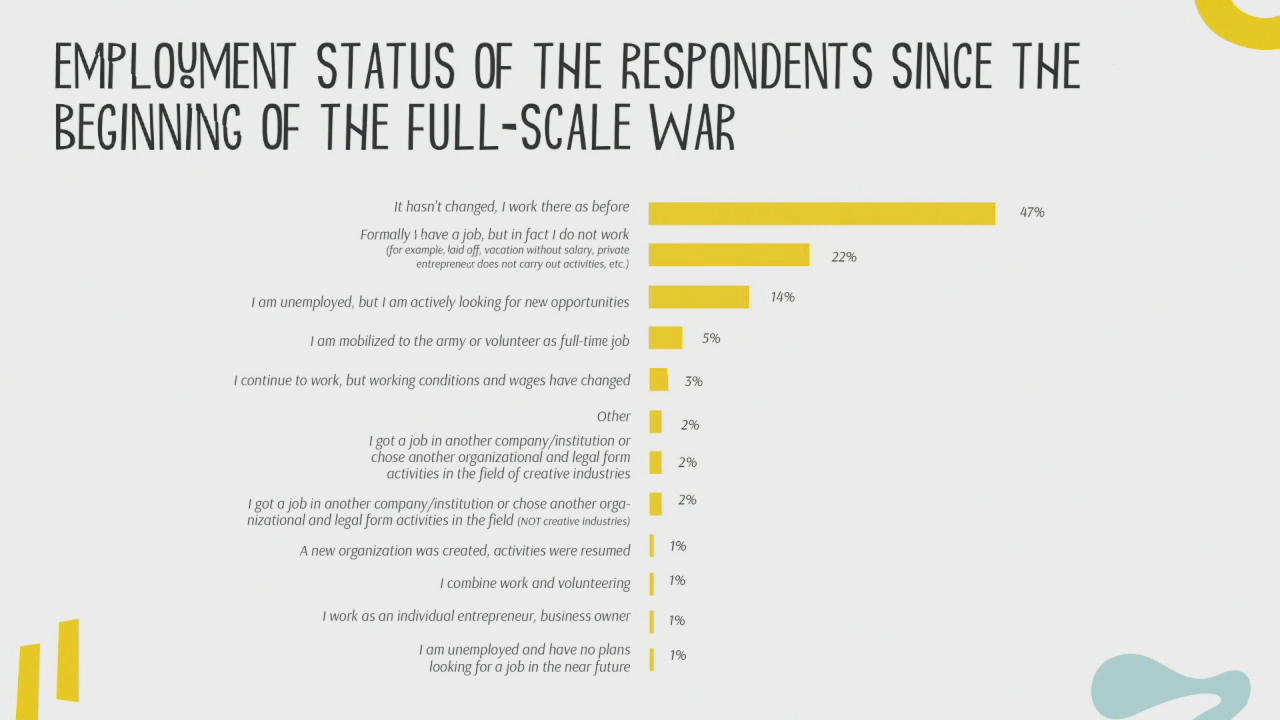 EMPLOYMENT STATUS OF THE RESPONDENTS SINCE THE
BEGINNING OF THE FULL-SCALE WAR
It hasn't changed, I work there as before
47%
Formally I have a job, but in fact I do not work
(for example, laid off, vacation without salary, private
entrepreneur does not carry out activities, etc.)
22%
I am unemployed, but I am actively looking for new opportunities
14%
I am mobilized to the army or volunteer as full-time job
5%
I continue to work, but working conditions and wages have changed
3%
Other
2%
I got a job in another company/institution or
chose another organizational and legal form
activities in the field of creative industries
2%
I got a job in another company/institution or chose another orga-
nizational and legal form activities in the field (NOT creative industries)
2%
A new organization was created, activities were resumed
1%
I combine work and volunteering
1%
I work as an individual entrepreneur, business owner
1%
I am unemployed and have no plans
looking for a job in the near future
1%